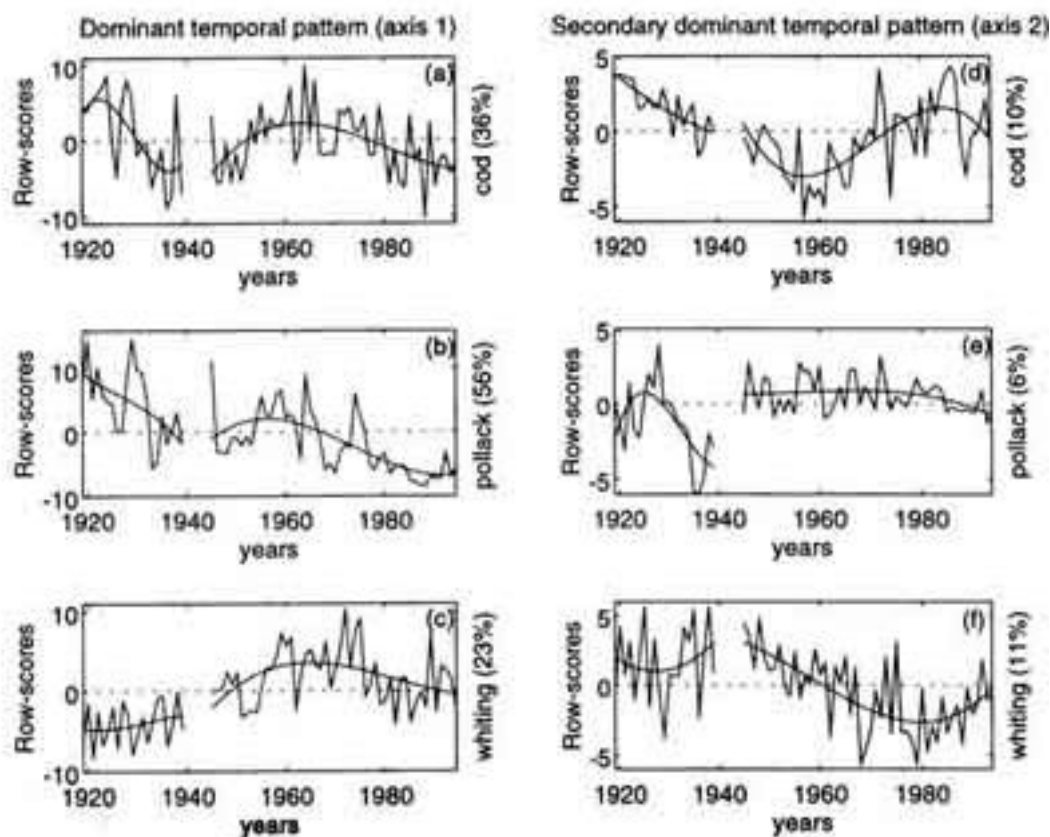 Dominant temporal pattern (axis 1)
Secondary dominant temporal pattern (axis 2)
10
0
-10
Row-scores
(a)
cod (36%)
1920 1940 1960 1980
years
5
0
-5
Row-scores
(d)
cod (10%)
1920 1940 1960 1980
years
10
0
-10
Row-scores
(b)
pollack (56%)
1920 1940 1960 1980
years
5
0
-5
Row-scores
(e)
pollack (6%)
1920 1940 1960 1980
years
10
0
-10
Row-scores
(c)
whiting (23%)
1920 1940 1960 1980
years
5
0
-5
Row-scores
(f)
whiting (11%)
1920 1940 1960 1980
years